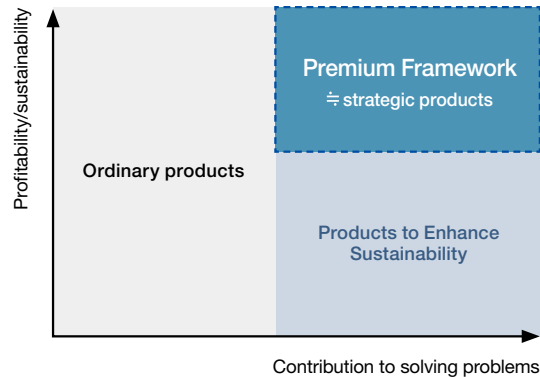 Profitability/sustainability
Premium Framework
≒ strategic products
Ordinary products
Products to Enhance
Sustainability
Contribution to solving problems